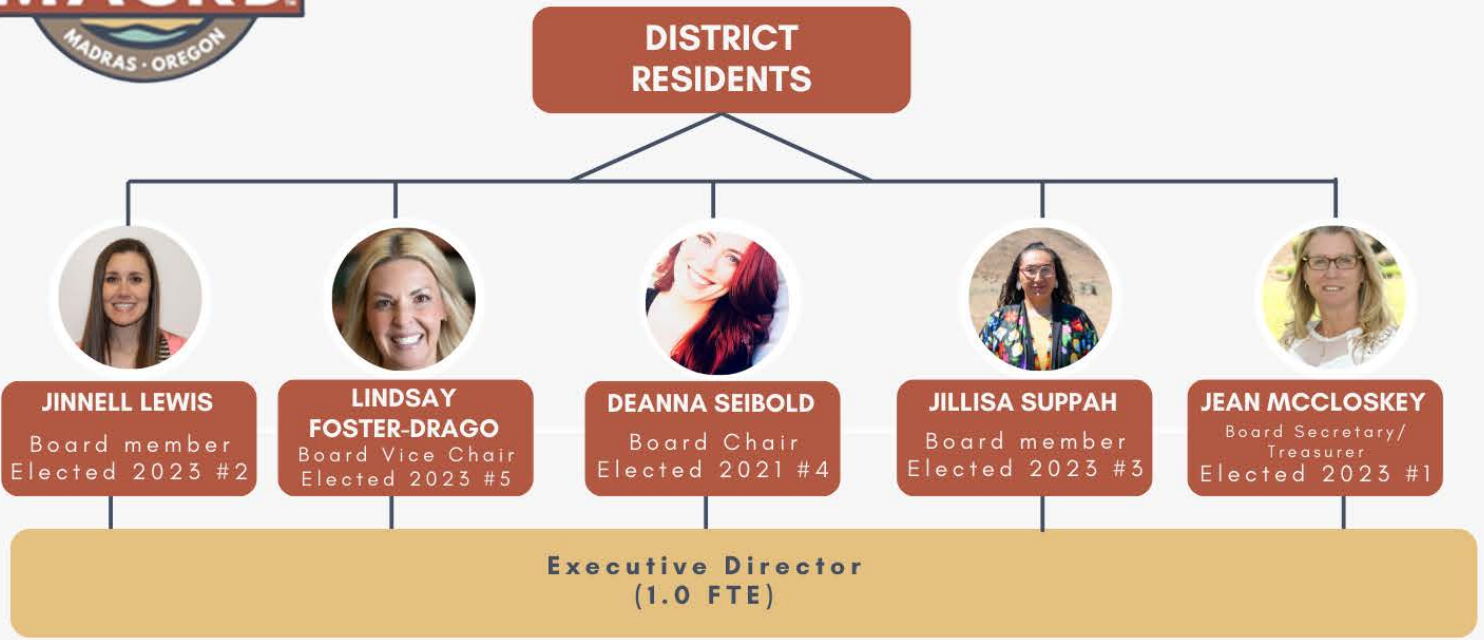 MADRAS · OREGON
DISTRICT
RESIDENTS
JINNELL LEWIS
Board member
Elected 2023 #2
LINDSAY
FOSTER-DRAGO
Board Vice Chair
Elected 2023 #5
DEANNA SEIBOLD
Board Chair
Elected 2021 #4
JILLISA SUPPAH
Board member
Elected 2023 #3
JEAN MCCLOSKEY
Board Secretary/
Treasurer
Elected 2023 #1
Executive Director
(1.0 FTE)